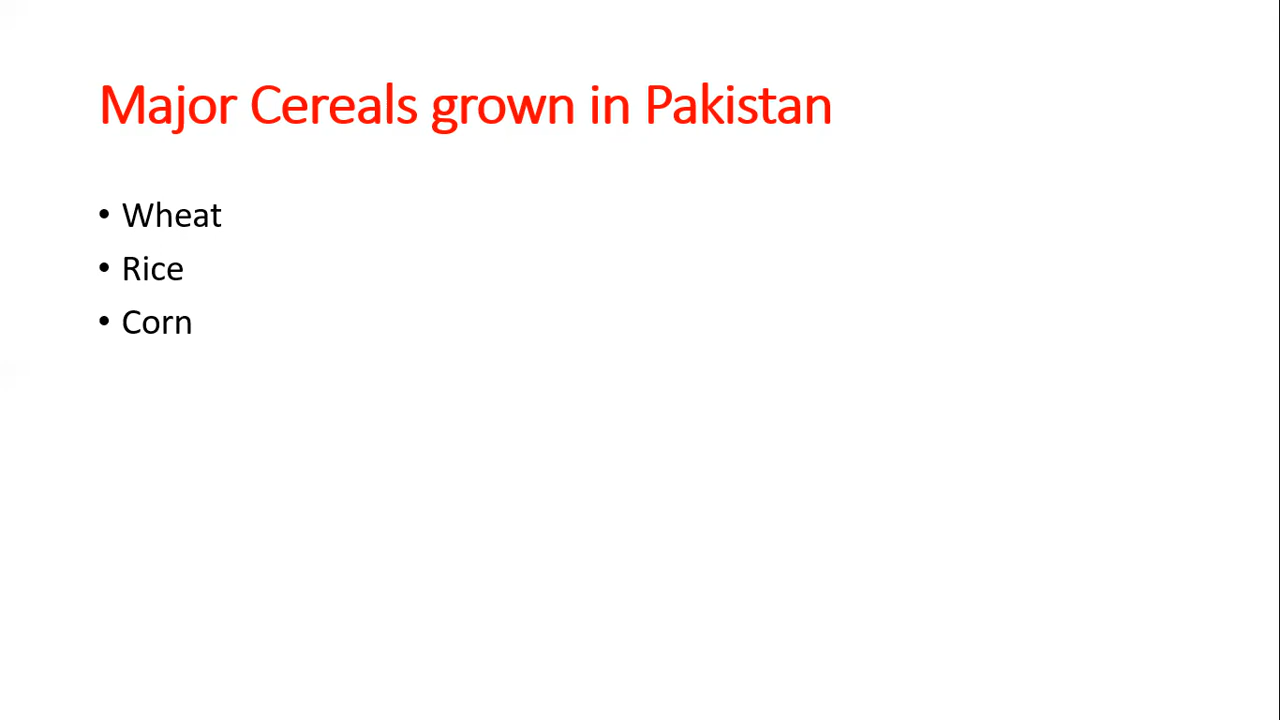 Major Cereals grown in Pakistan
• Wheat
• Rice
• Corn